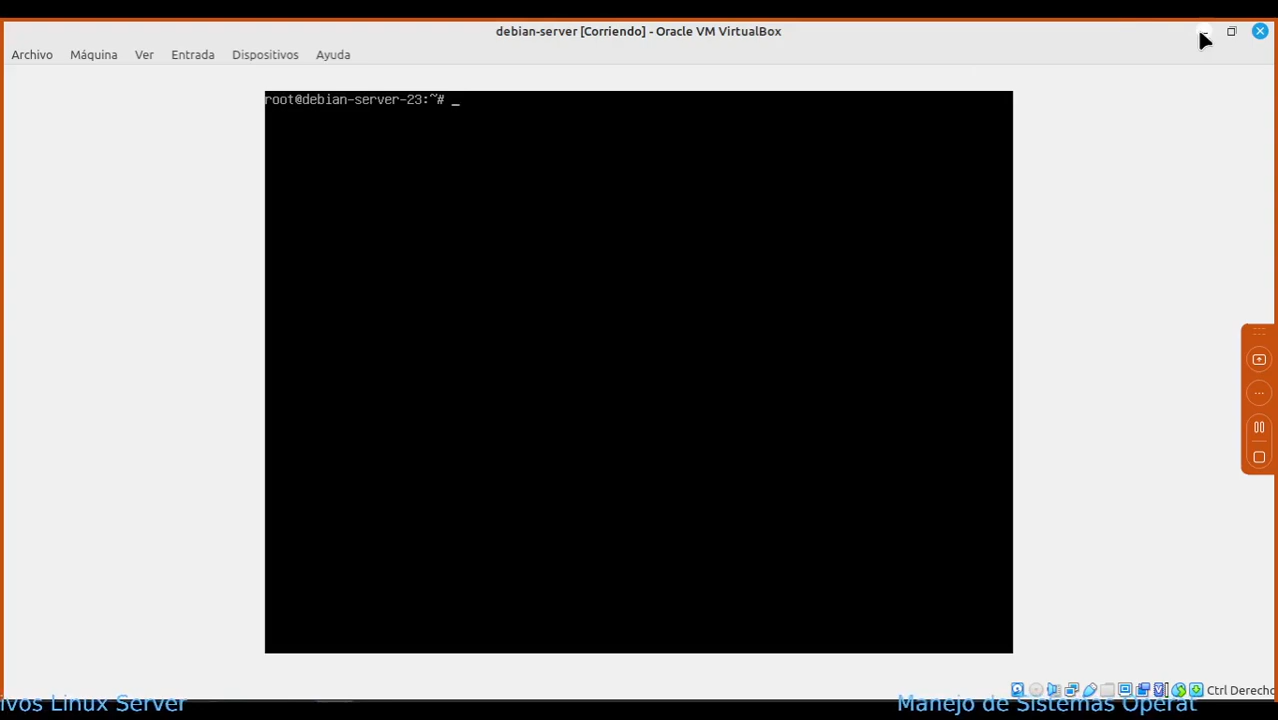 debian-server [Corriendo] - Oracle VM VirtualBox
Archivo Máquina Ver Entrada Dispositivos Ayuda
root@debian-server-23:~# _
Ctrl Derecho
ivos Linux Server
Manejo de Sistemas Operat